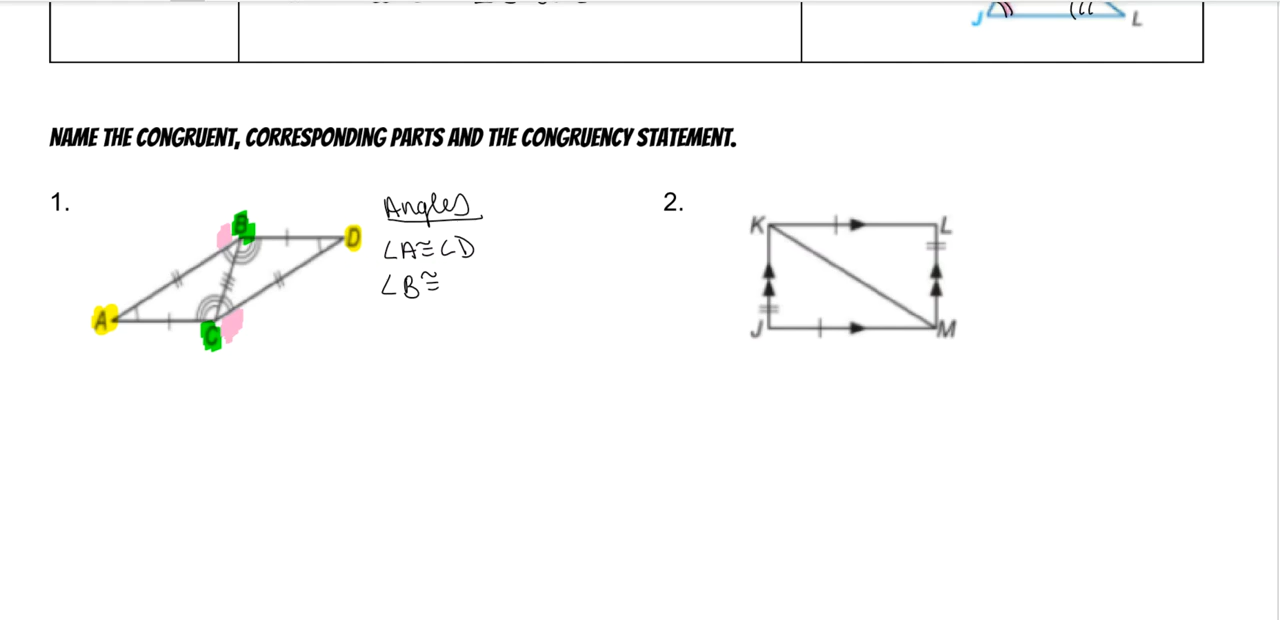 J L
NAME THE CONGRUENT, CORRESPONDING PARTS AND THE CONGRUENCY STATEMENT.
1.
B
D
A
C
Angles
∠A≅∠D
∠B≅
2.
K L
J M